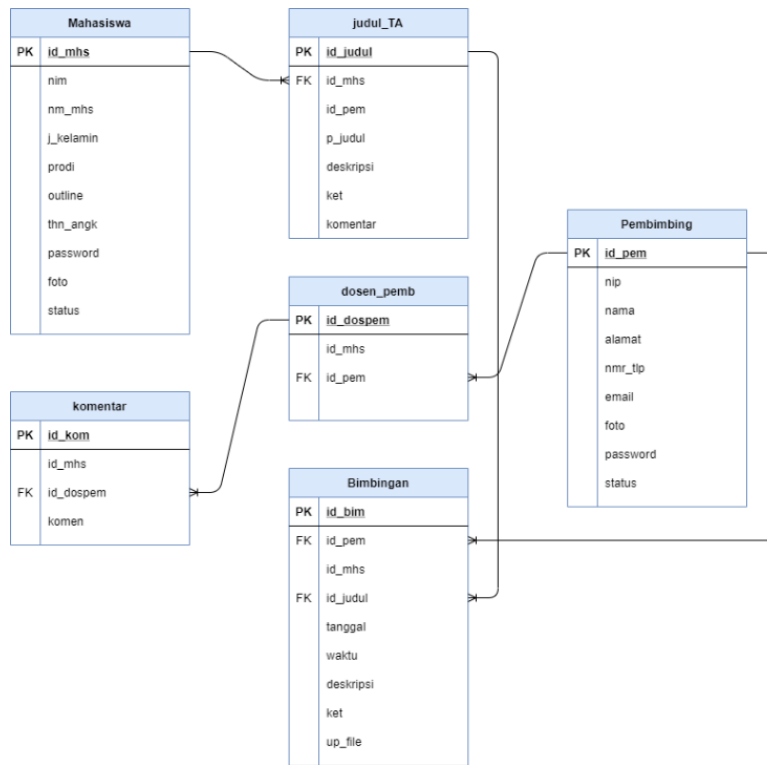 Mahasiswa
PK id_mhs
nim
nm_mhs
j_kelamin
prodi
outline
thn_angk
password
foto
status
judul_TA
PK id_judul
FK id_mhs
id_pem
p_judul
deskripsi
ket
komentar
Pembimbing
PK id_pem
nip
nama
alamat
nmr_tlp
email
foto
password
status
dosen_pemb
PK id_dospem
id_mhs
FK id_pem
komentar
PK id_kom
id_mhs
FK id_dospem
komen
Bimbingan
PK id_bim
FK id_pem
id_mhs
FK id_judul
tanggal
waktu
deskripsi
ket
up_file